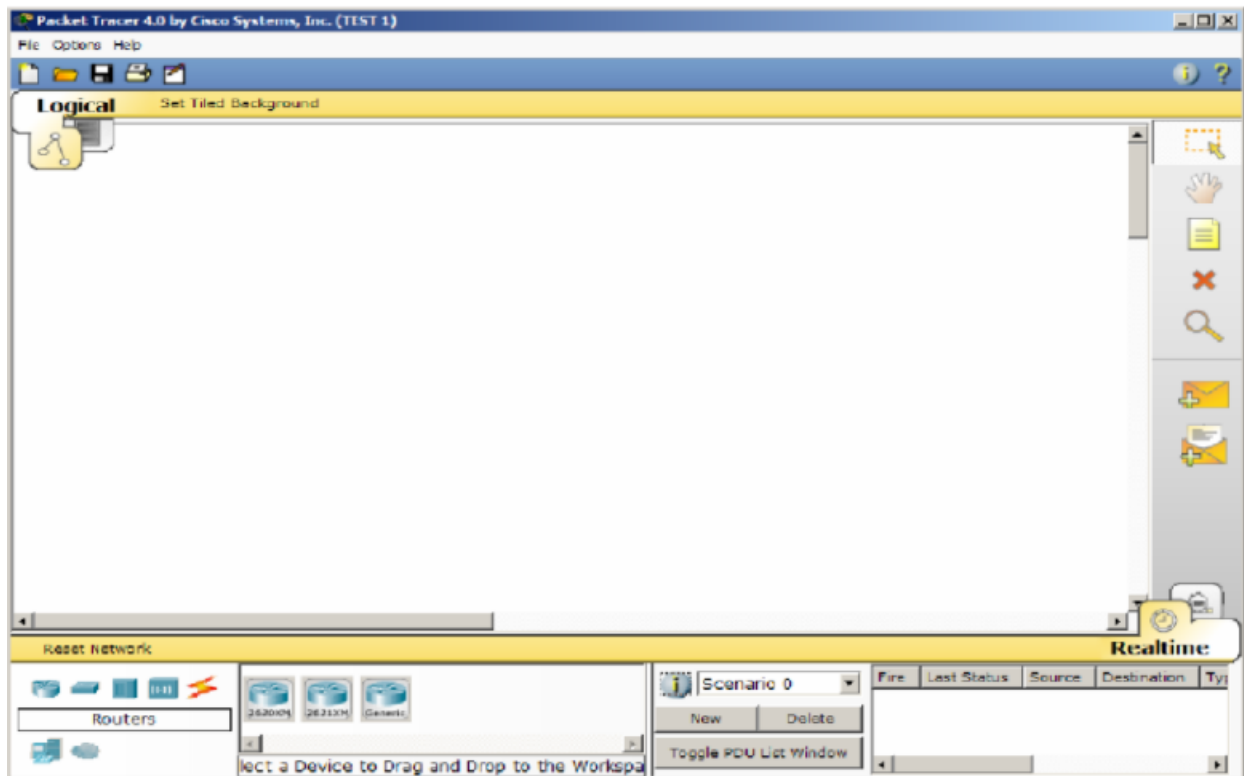 Packet Tracer 4.0 by Cisco Systems, Inc. (TEST 1)
File Options Help
Logical Set Tiled Background
Reset Network Realtime
Routers
2620XM 2621XM Generic
lect a Device to Drag and Drop to the Workspa
Scenario 0
New Delete
Toggle PDU List Window
Fire Last Status Source Destination Typ